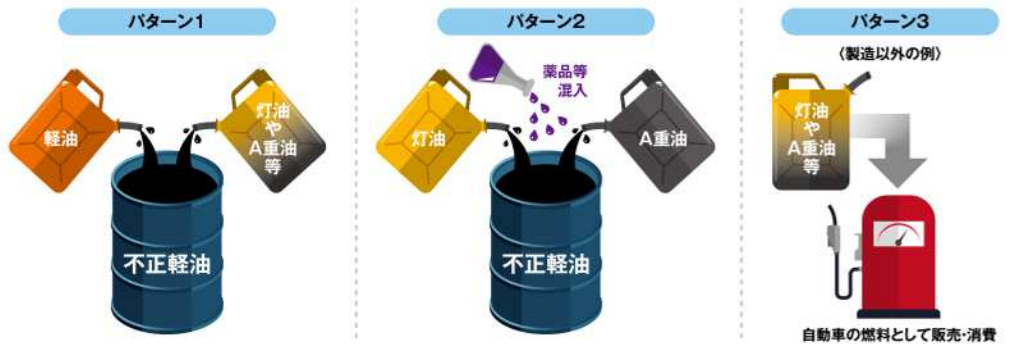 パターン1
軽油
灯油
や
A重油
等
不正軽油
パターン2
薬品等
混入
灯油
A重油
不正軽油
パターン3
〈製造以外の例〉
灯油
や
A重油
等
自動車の燃料として販売・消費